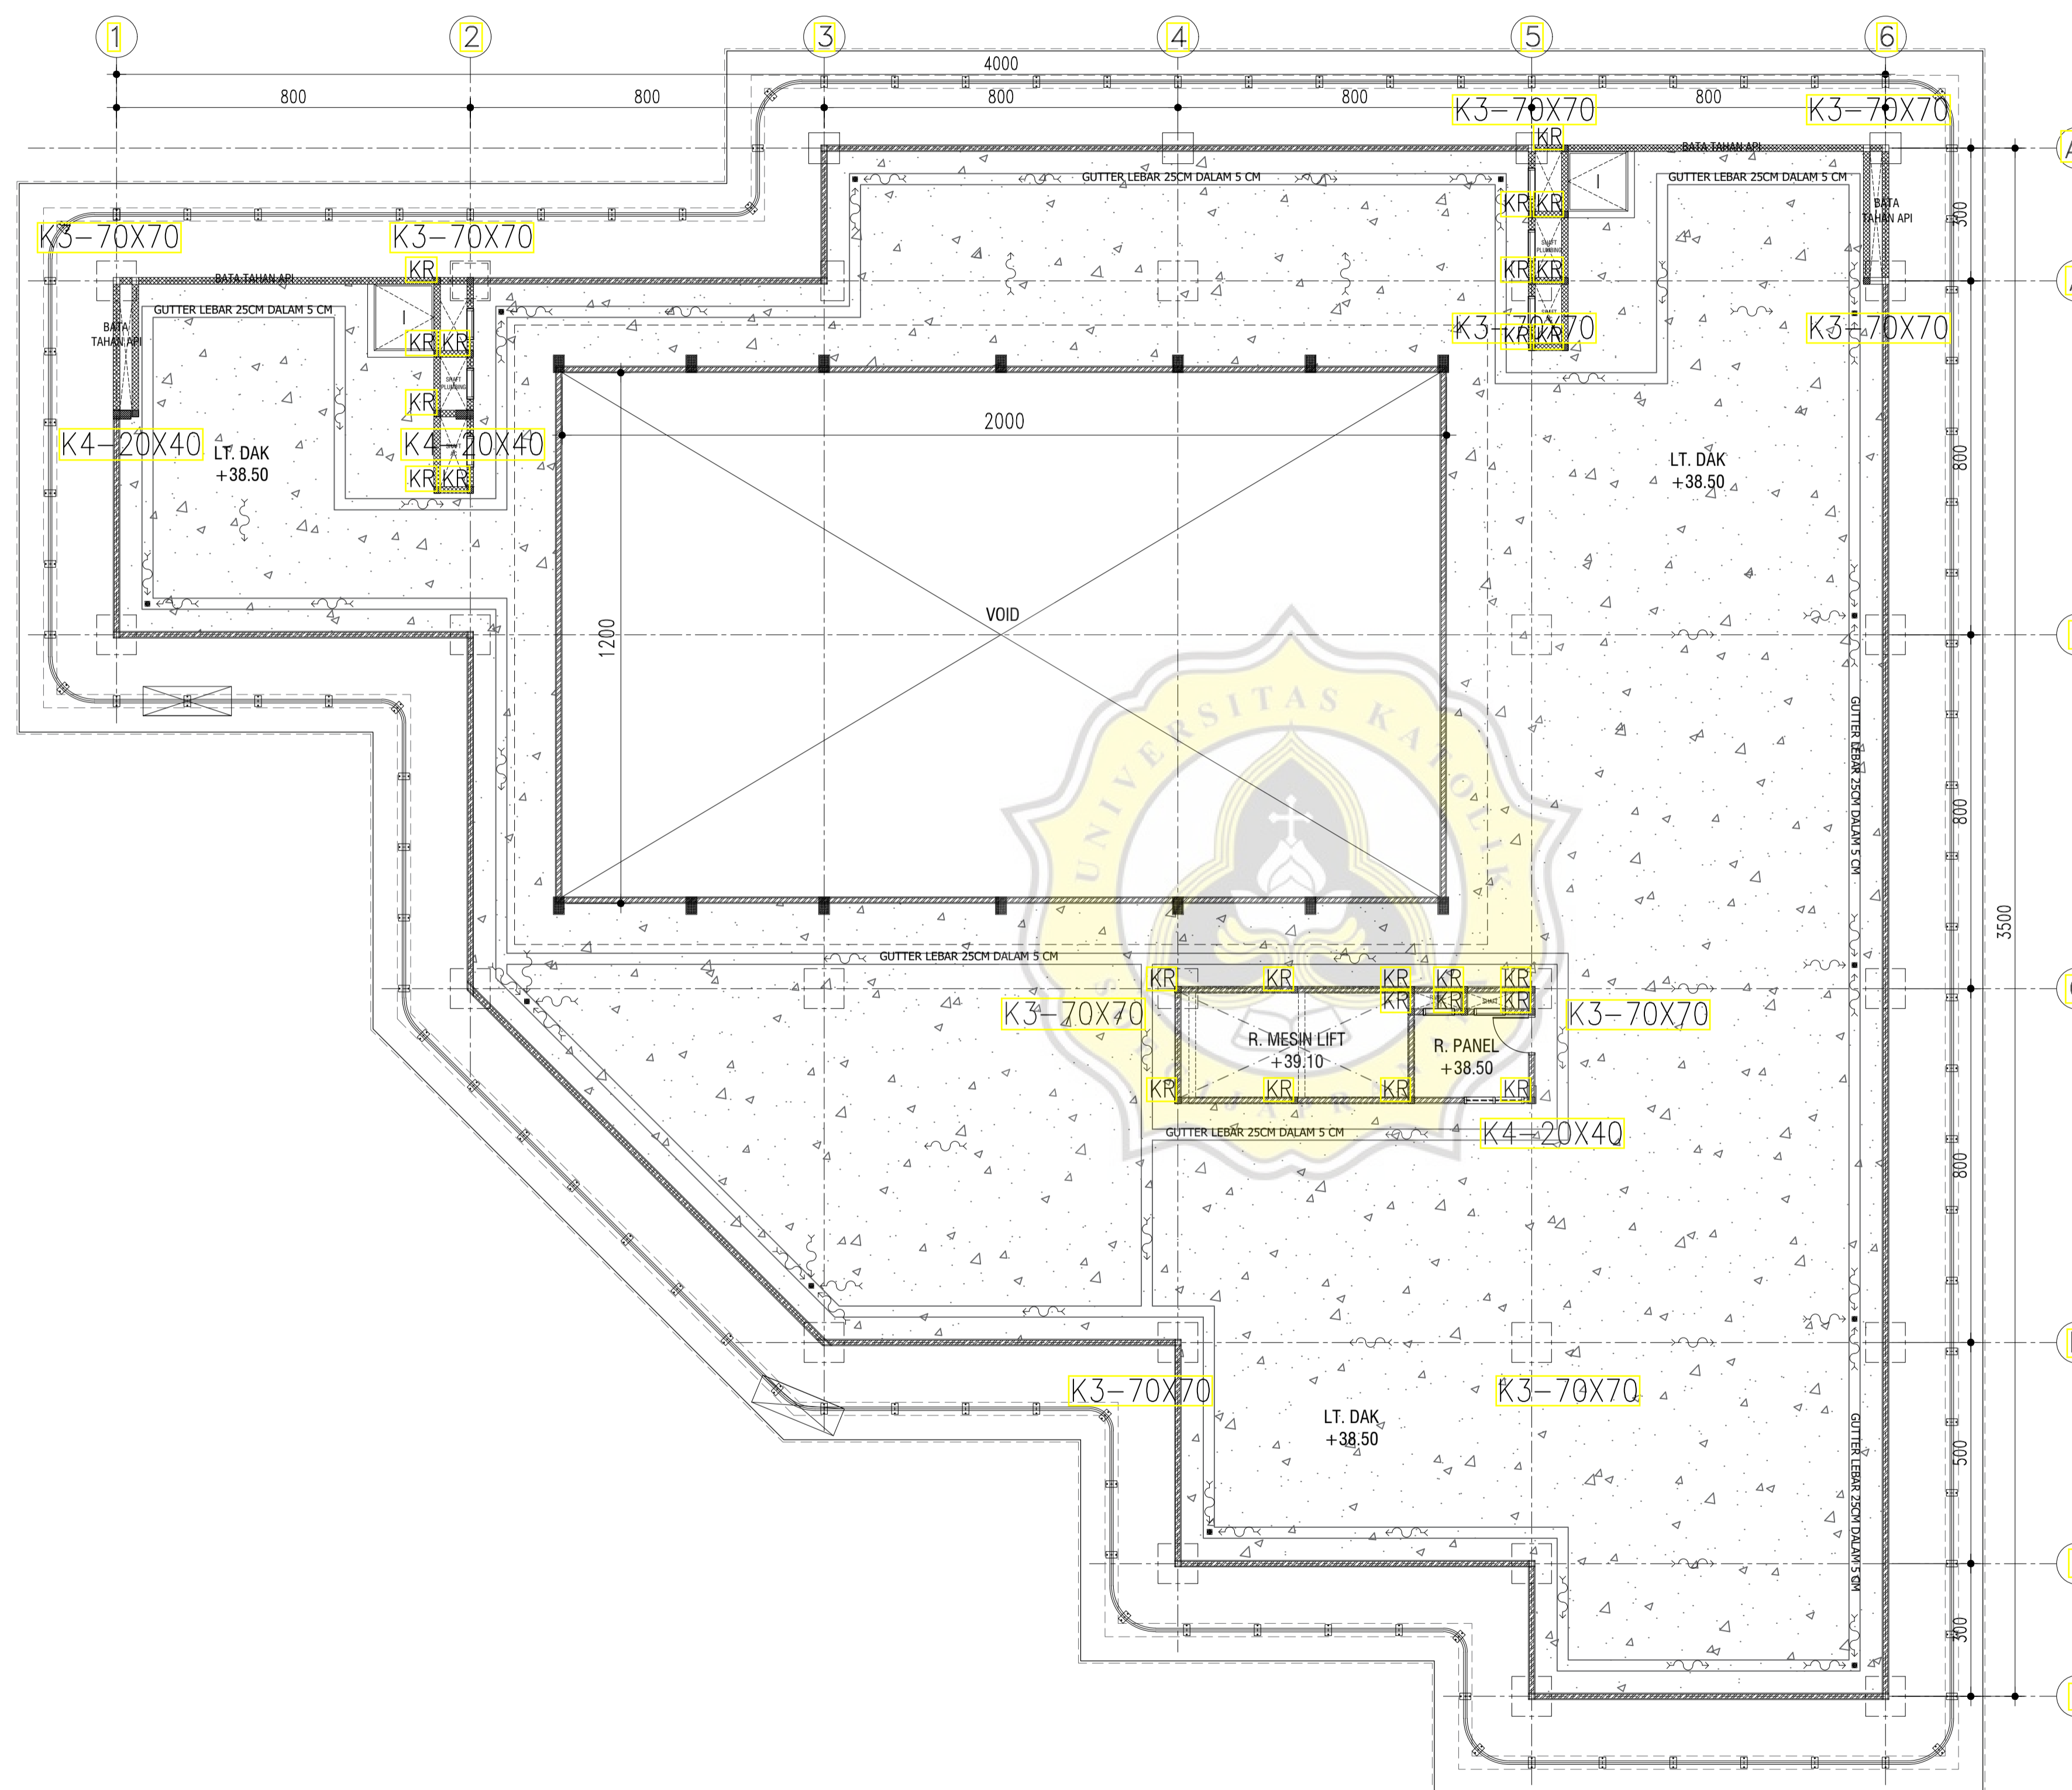 1 2 3 4 5 6
4000
800 800 800 800 800
K3-70X70 K3-70X70
KR
BATA TAHAN API
GUTTER LEBAR 25CM DALAM 5 CM GUTTER LEBAR 25CM DALAM 5 CM
BATA
TAHAN API
300
KR KR
K3-70X70 K3-70X70
SHAFT
PLUMBING
KR KR KR
BATA TAHAN API
GUTTER LEBAR 25CM DALAM 5 CM
BATA
TAHAN API
K3-70X70 K3-70X70
KR KR
KR KR
SHAFT
PLUMBING
KR
2000
K4-20X40 K4-20X40
LT. DAK
+38.50
LT. DAK
+38.50
800
KR KR
VOID
1200
UNIVERSITAS KATOLIK
GUTTER LEBAR 25CM DALAM 5 CM
800
3500
GUTTER LEBAR 25CM DALAM 5 CM
KR KR KR KR KR
KR KR KR
SHAFT
K3-70X70 K3-70X70
R. MESIN LIFT
+39.10
R. PANEL
+38.50
KR KR KR KR
GUTTER LEBAR 25CM DALAM 5 CM
K4-20X40
800
K3-70X70 K3-70X70
LT. DAK
+38.50
500
GUTTER LEBAR 25CM DALAM 5 CM
300